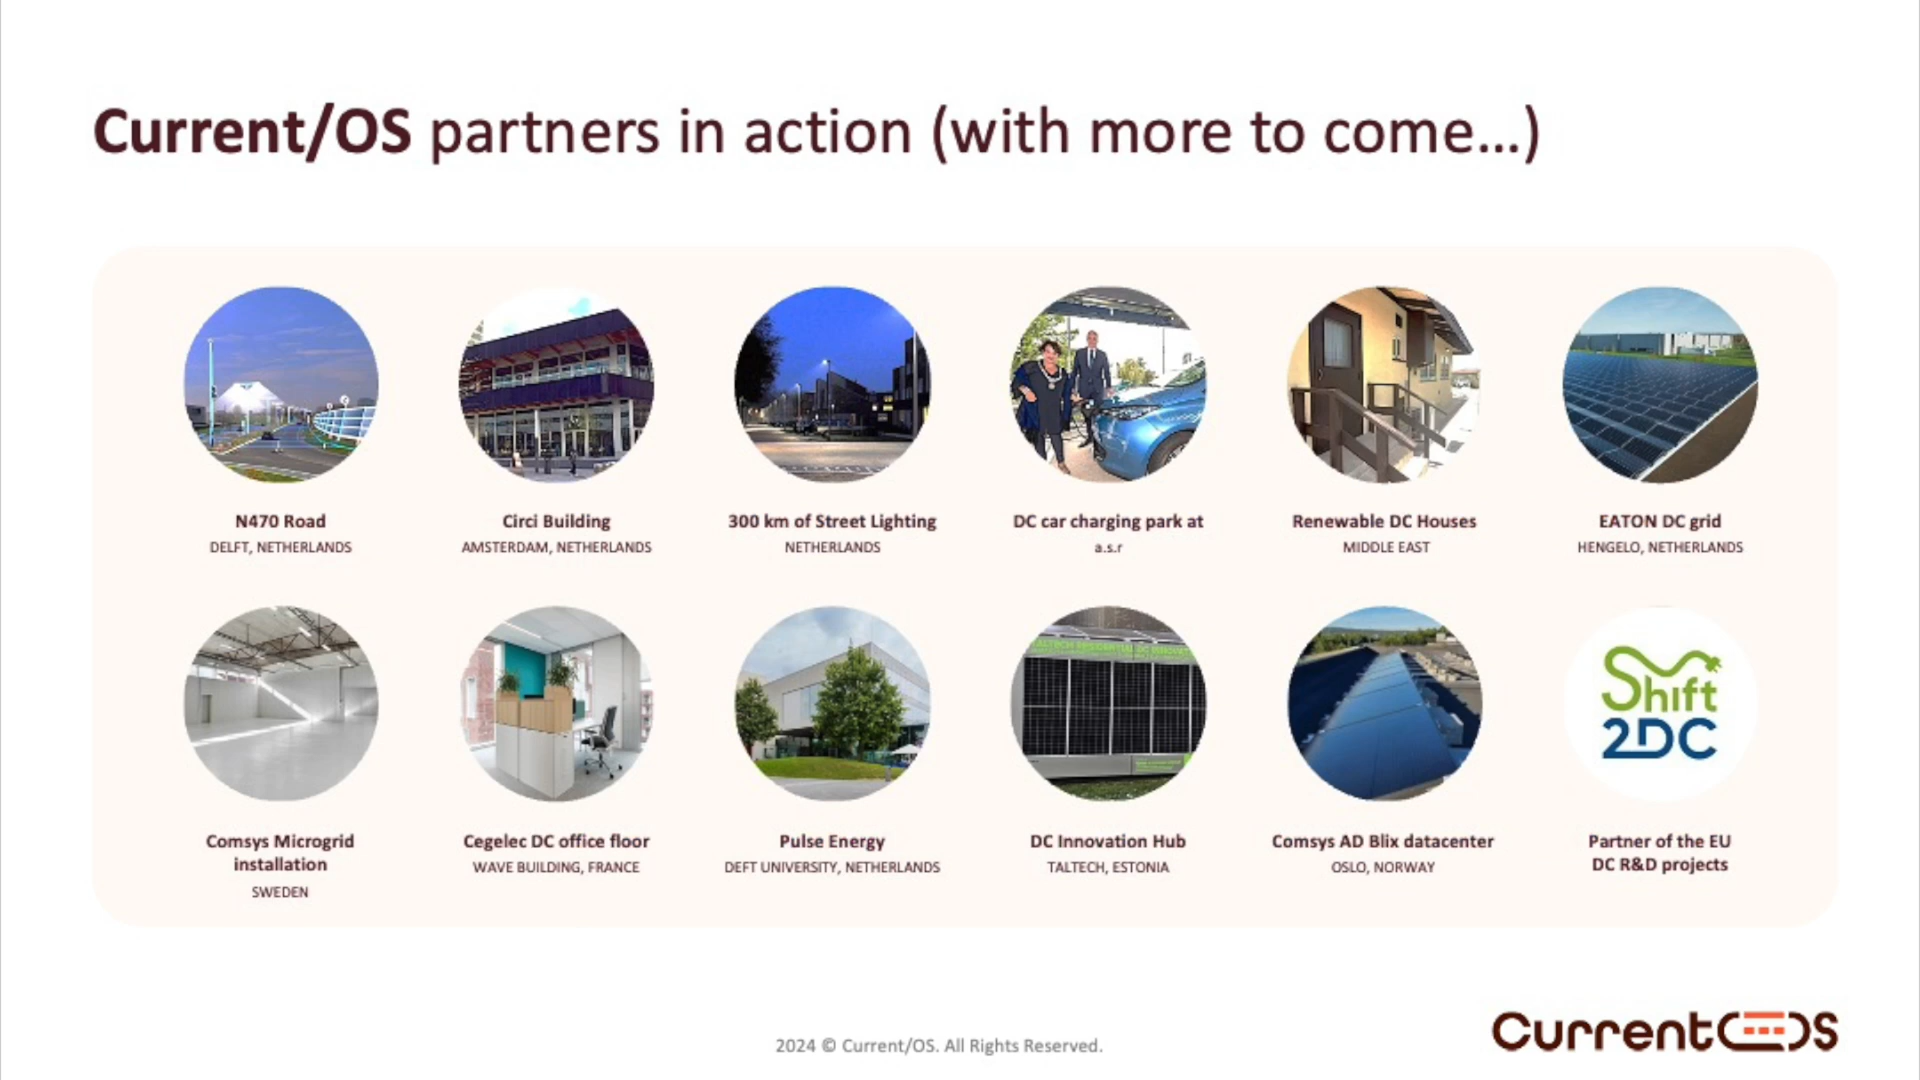 Current/OS partners in action (with more to come...)
N470 Road
DELFT, NETHERLANDS
Circi Building
AMSTERDAM, NETHERLANDS
300 km of Street Lighting
NETHERLANDS
DC car charging park at
a.s.r
Renewable DC Houses
MIDDLE EAST
EATON DC grid
HENGELO, NETHERLANDS
Shift
2DC
Comsys Microgrid
installation
SWEDEN
Cegelec DC office floor
WAVE BUILDING, FRANCE
Pulse Energy
DEFT UNIVERSITY, NETHERLANDS
DC Innovation Hub
TALTECH, ESTONIA
Comsys AD Blix datacenter
OSLO, NORWAY
Partner of the EU
DC R&D projects
2024 © Current/OS. All Rights Reserved.
CurrentOS